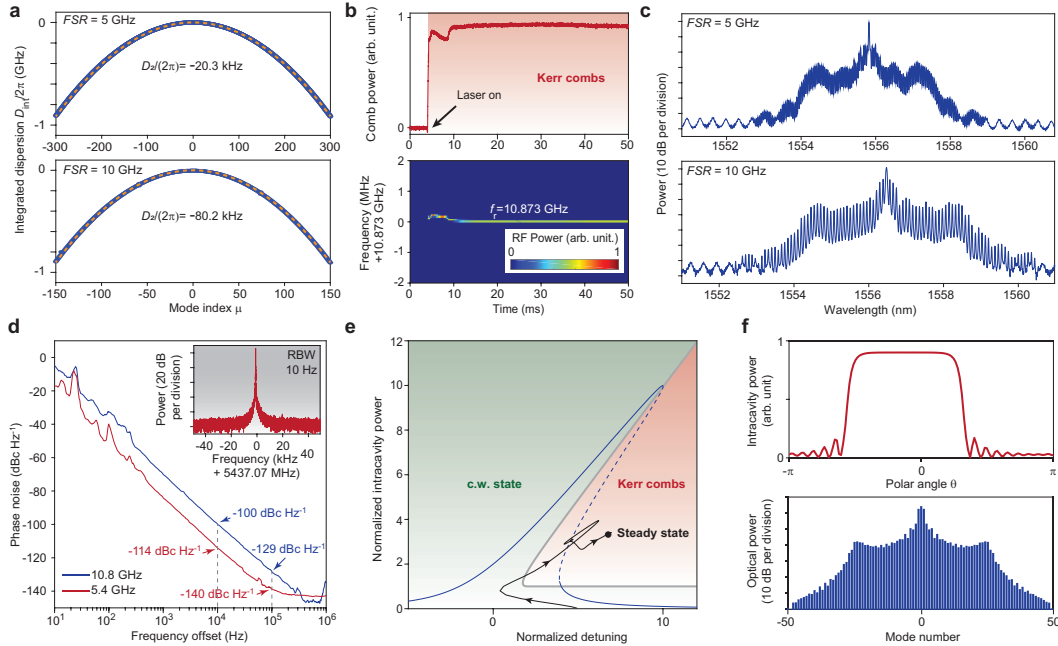 a
FSR = 5 GHz
D₂/(2π)= −20.3 kHz
0
-1
-300 -200 -100 0 100 200 300
FSR = 10 GHz
D₂/(2π)= −80.2 kHz
0
-1
-150 -100 -50 0 50 100 150
Mode index μ
Integrated dispersion Dint/2π (GHz)
b
Comb power (arb. unit.)
1
0
Kerr combs
Laser on
0 10 20 30 40 50
Frequency (MHz
+10.873 GHz)
2
1
0
-1
-2
fr=10.873 GHz
RF Power (arb. unit.)
0 1
0 10 20 30 40 50
Time (ms)
c
FSR = 5 GHz
1552 1554 1556 1558 1560
FSR = 10 GHz
1552 1554 1556 1558 1560
Wavelength (nm)
Power (10 dB per division)
d
Phase noise (dBc Hz⁻¹)
0
-20
-40
-60
-80
-100
-120
-140
RBW
10 Hz
Power (20 dB
per division)
-40 -20 0 20 40
Frequency (kHz
+ 5437.07 MHz)
-100 dBc Hz⁻¹
-114 dBc Hz⁻¹
-129 dBc Hz⁻¹
-140 dBc Hz⁻¹
10.8 GHz
5.4 GHz
10¹ 10² 10³ 10⁴ 10⁵ 10⁶
Frequency offset (Hz)
e
Normalized intracavity power
12
10
8
6
4
2
0
c.w. state
Kerr combs
Steady state
0 10
Normalized detuning
f
Intracavity power
(arb. unit)
1
0
-π 0 π
Polar angle θ
Optical power
(10 dB per division)
-50 0 50
Mode number